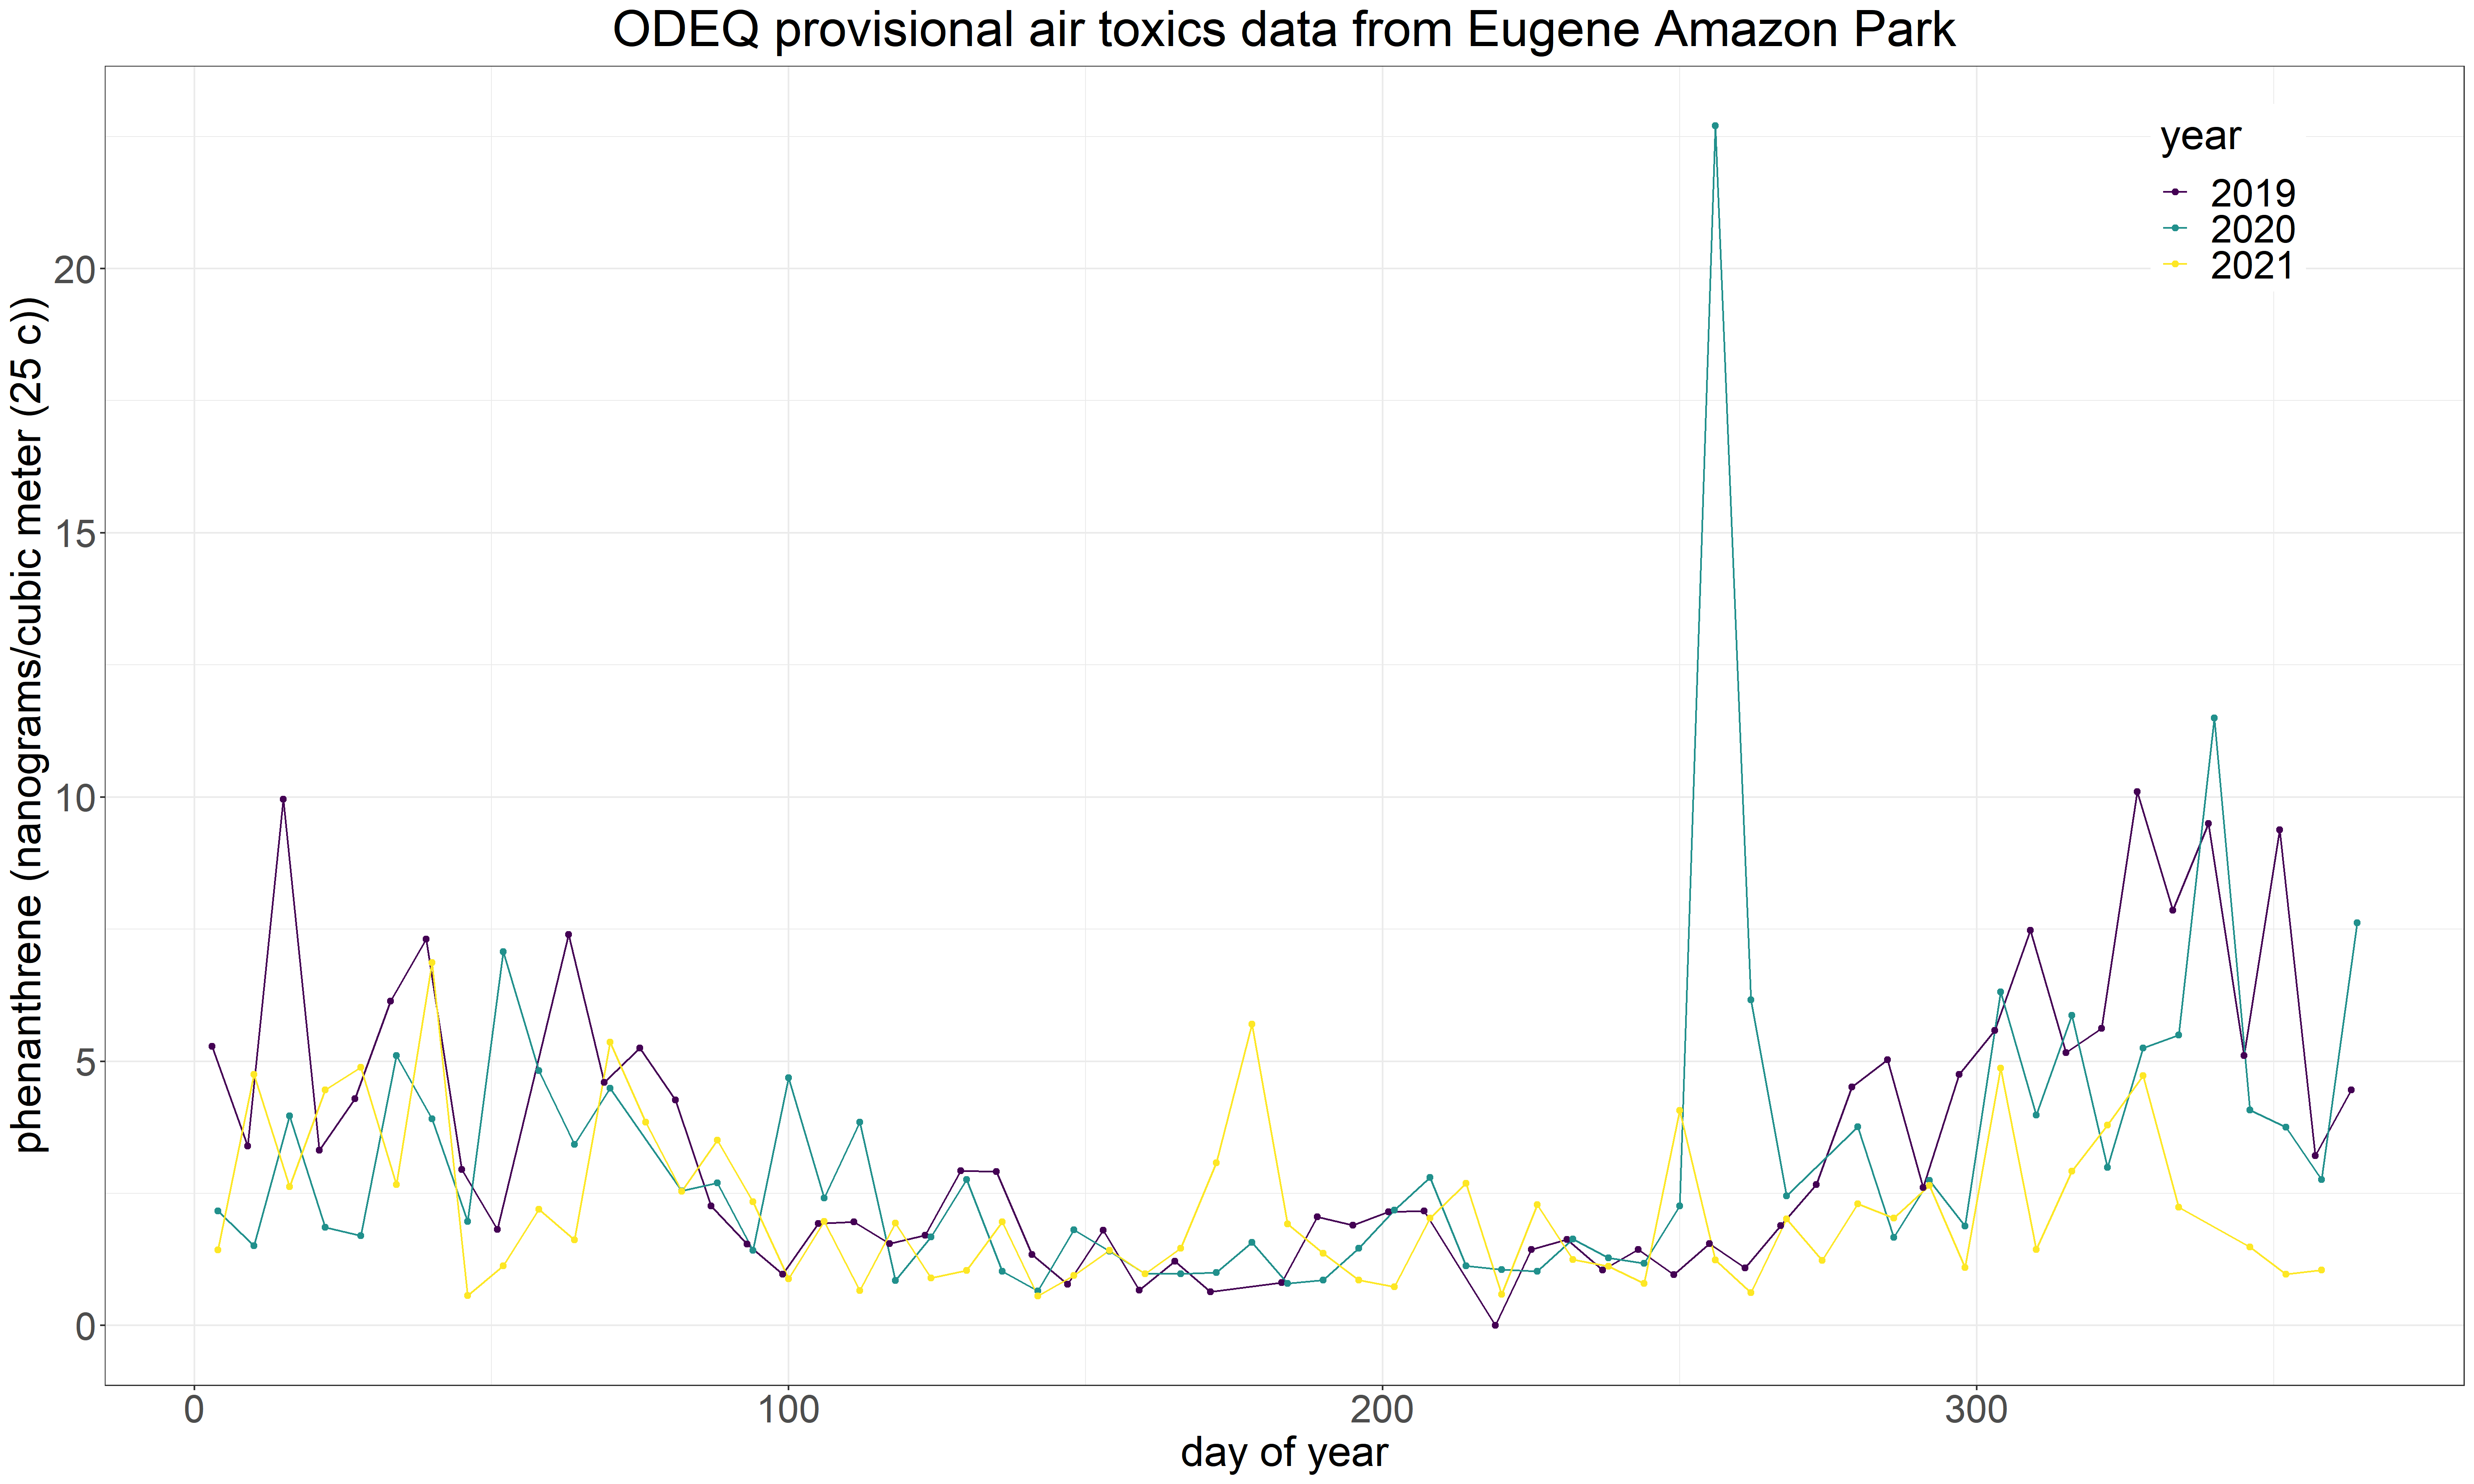 ODEQ provisional air toxics data from Eugene Amazon Park
phenanthrene (nanograms/cubic meter (25 c))
year
2019
2020
2021
20
15
10
5
0
0 100 200 300
day of year